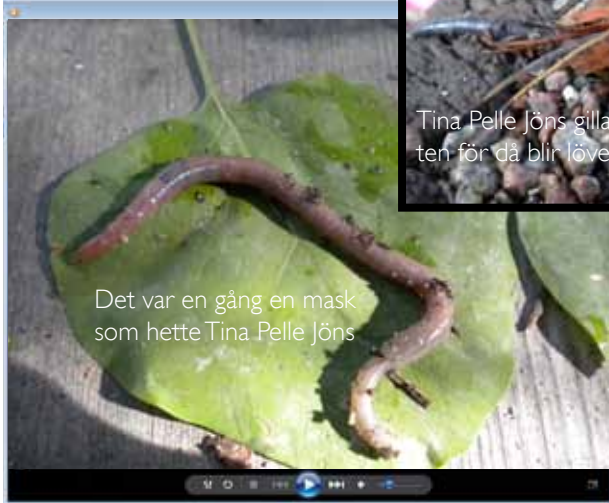 Tina Pelle Jöns gilla
ten för då blir löve
Det var en gång en mask
som hette Tina Pelle Jöns